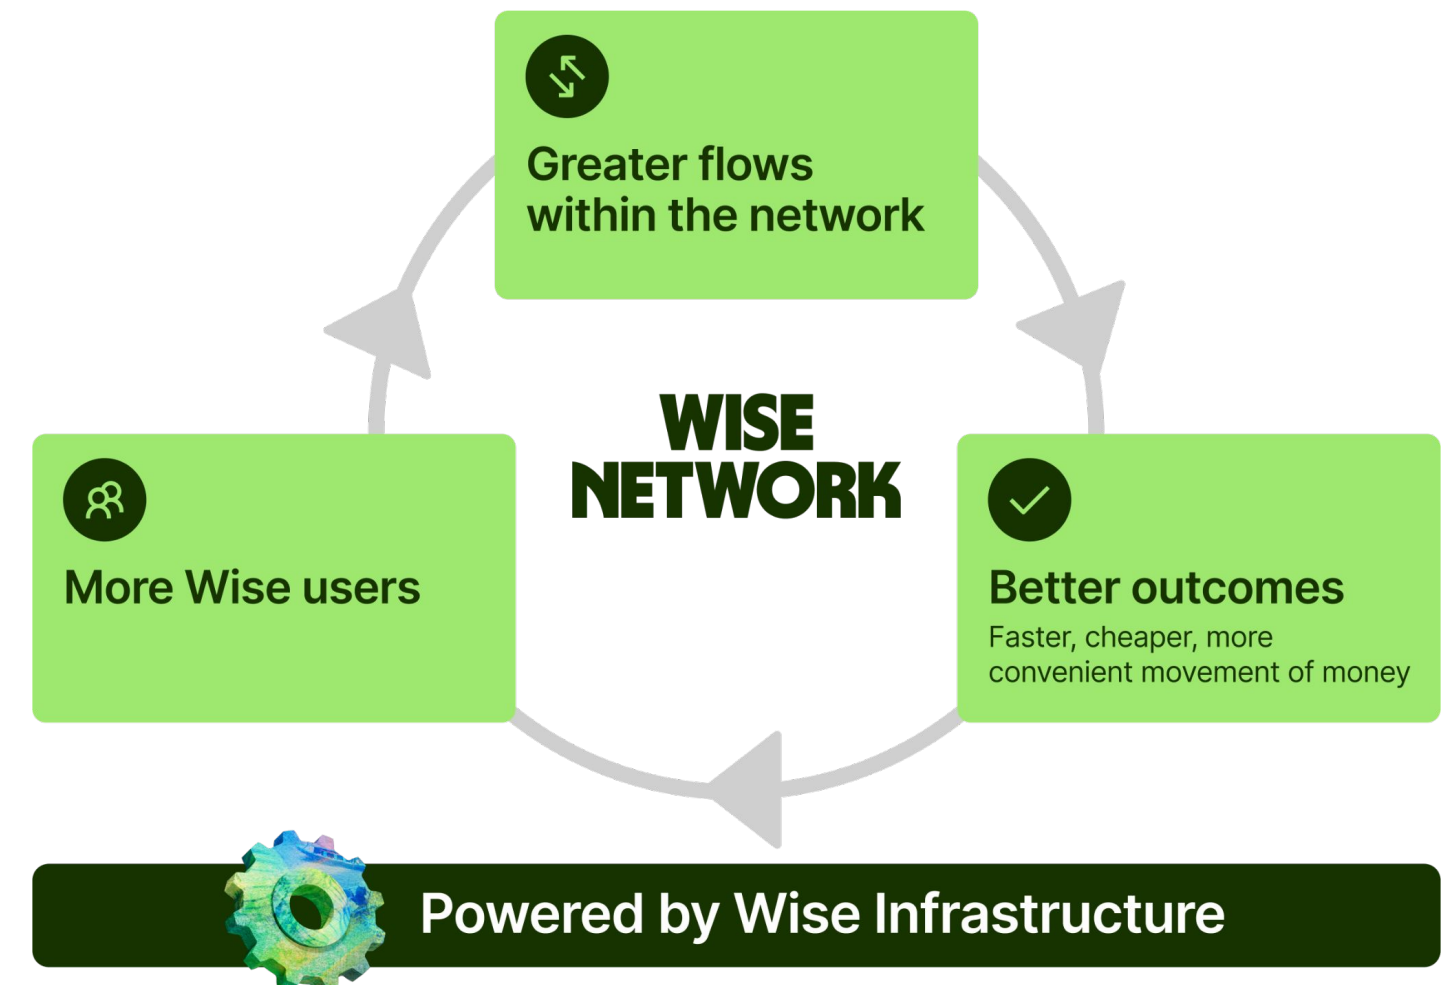 Greater flows
within the network
WISE
NETWORK
More Wise users
Better outcomes
Faster, cheaper, more
convenient movement of money
Powered by Wise Infrastructure